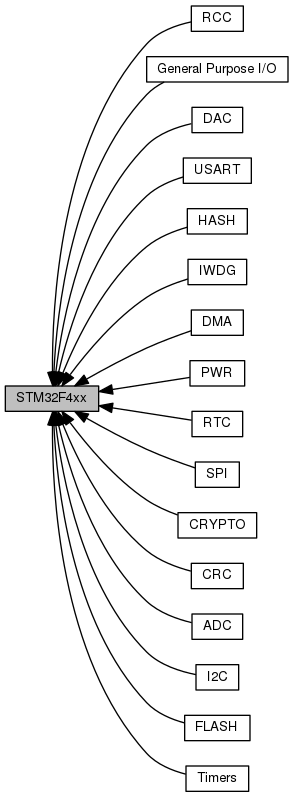 RCC
General Purpose I/O
DAC
USART
HASH
IWDG
DMA
PWR
STM32F4xx
RTC
SPI
CRYPTO
CRC
ADC
I2C
FLASH
Timers